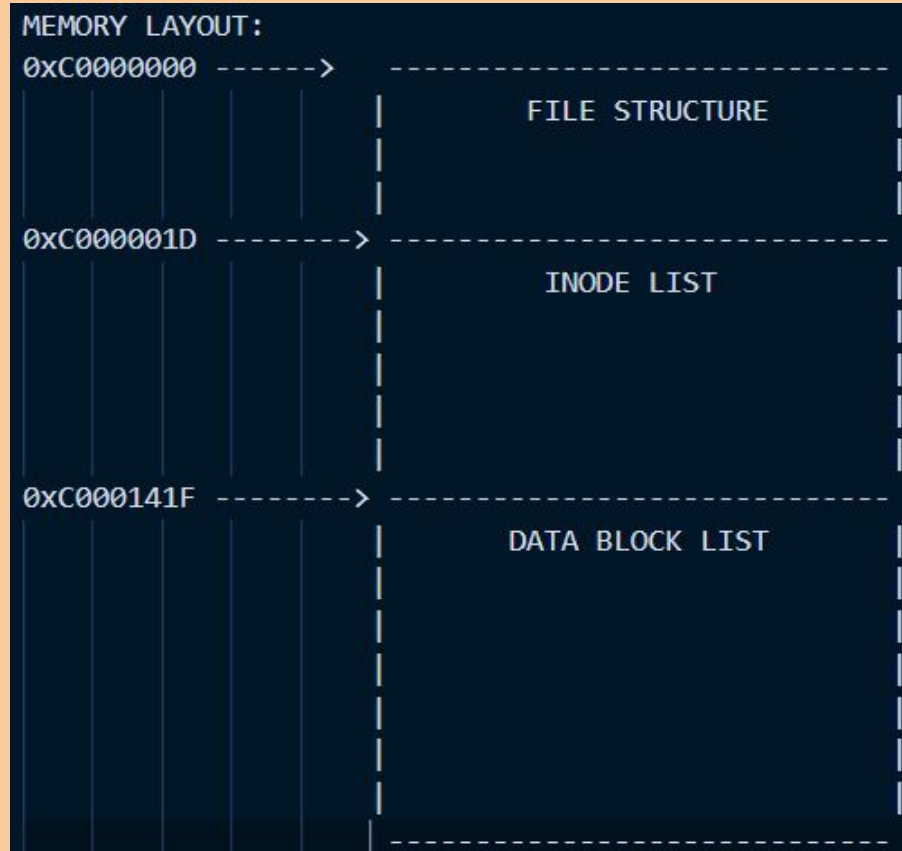 MEMORY LAYOUT:
0xC0000000 ------> ----------------------------
| FILE STRUCTURE |
| |
| |
0xC000001D --------> ----------------------------
| INODE LIST |
| |
| |
| |
| |
0xC000141F --------> ----------------------------
| DATA BLOCK LIST |
| |
| |
| |
| |
| |
| |
----------------------------